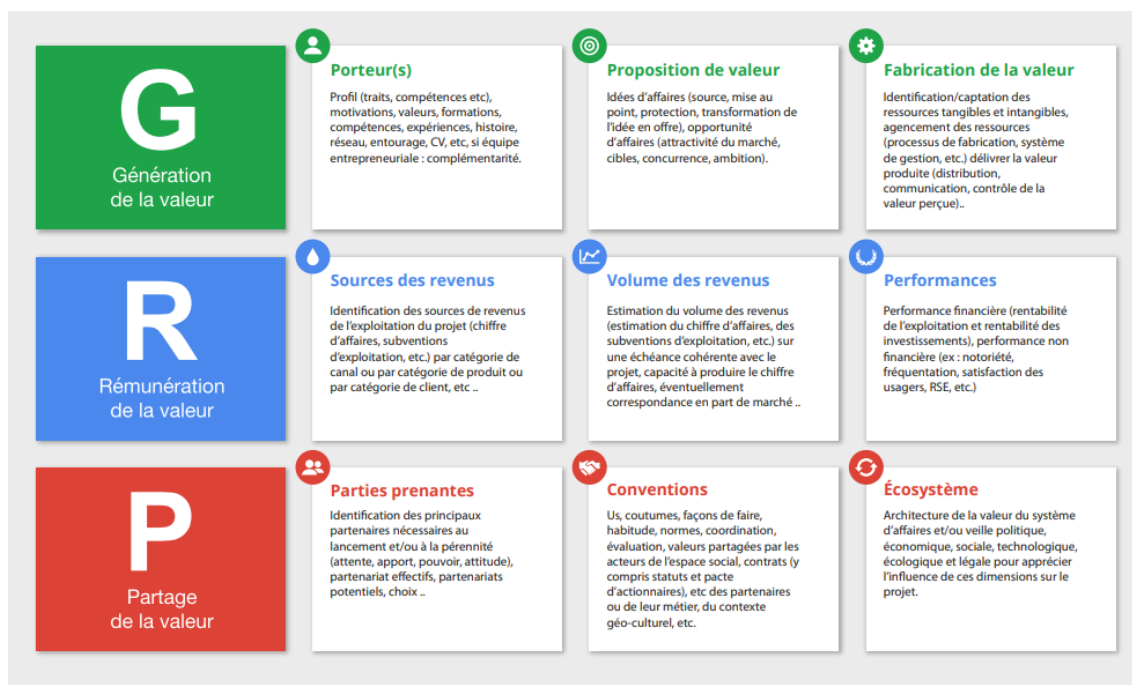 G
Génération
de la valeur
Porteur(s)
Profil (traits, compétences etc),
motivations, valeurs, formations,
compétences, expériences, histoire,
réseau, entourage, CV, etc, si équipe
entrepreneuriale : complémentarité.
Proposition de valeur
Idées d'affaires (source, mise au
point, protection, transformation de
l'idée en offre), opportunité
d'affaires (attractivité du marché,
cibles, concurrence, ambition).
Fabrication de la valeur
Identification/captation des
ressources tangibles et intangibles,
agencement des ressources
(processus de fabrication, système
de gestion, etc.) délivrer la valeur
produite (distribution,
communication, contrôle de la
valeur perçue)..
R
Rémunération
de la valeur
Sources des revenus
Identification des sources de revenus
de l'exploitation du projet (chiffre
d'affaires, subventions
d'exploitation, etc.) par catégorie de
canal ou par catégorie de produit ou
par catégorie de client, etc ..
Volume des revenus
Estimation du volume des revenus
(estimation du chiffre d'affaires, des
subventions d'exploitation, etc.) sur
une échéance cohérente avec le
projet, capacité à produire le chiffre
d'affaires, éventuellement
correspondance en part de marché ..
Performances
Performance financière (rentabilité
de l'exploitation et rentabilité des
investissements), performance non
financière (ex : notoriété,
fréquentation, satisfaction des
usagers, RSE, etc.)
P
Partage
de la valeur
Parties prenantes
Identification des principaux
partenaires nécessaires au
lancement et/ou à la pérennité
(attente, apport, pouvoir, attitude),
partenariat effectifs, partenariats
potentiels, choix ..
Conventions
Us, coutumes, façons de faire,
habitude, normes, coordination,
évaluation, valeurs partagées par les
acteurs de l'espace social, contrats (y
compris statuts et pacte
d'actionnaires), etc des partenaires
ou de leur métier, du contexte
géo-culturel, etc.
Écosystème
Architecture de la valeur du système
d'affaires et/ou veille politique,
économique, sociale, technologique,
écologique et légale pour apprécier
l'influence de ces dimensions sur le
projet.